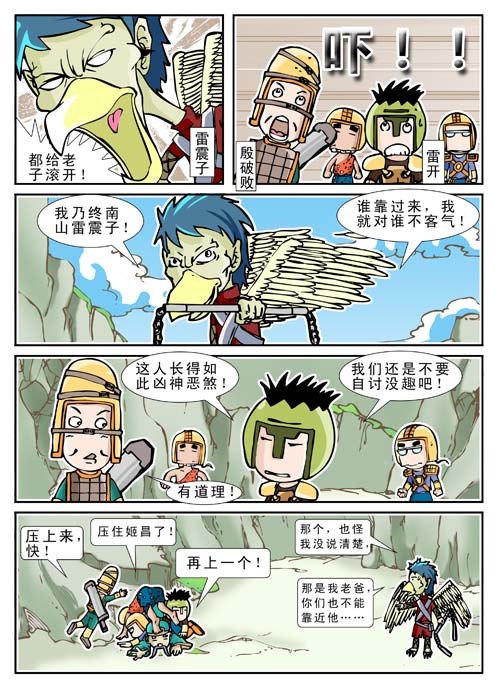 都给老
子滚开！
雷震子
吓！！
殷破败
雷开
我乃终南
山雷震子！
谁靠过来，我
就对谁不客气！
这人长得如
此凶神恶煞！
有道理！
我们还是不要
自讨没趣吧！
压上来，
快！
压住姬昌了！
再上一个！
那个，也怪
我没说清楚，
那是我老爸，
你们也不能
靠近他……